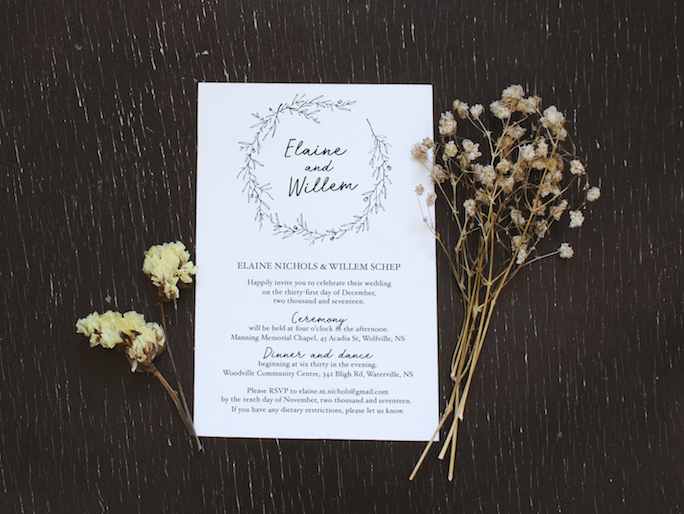 Elaine
and
Willem
ELAINE NICHOLS & WILLEM SCHEP
Happily invite you to celebrate their wedding
on the thirty-first day of December,
two thousand and seventeen.
Ceremony
will be held at four o'clock in the afternoon.
Manning Memorial Chapel, 45 Acadia St, Wolfville, NS
Dinner and dance
beginning at six thirty in the evening.
Woodville Community Centre, 342 Bligh Rd, Waterville, NS
Please RSVP to elaine.m.nichols@gmail.com
by the tenth day of November, two thousand and seventeen.
If you have any dietary restrictions, please let us know.